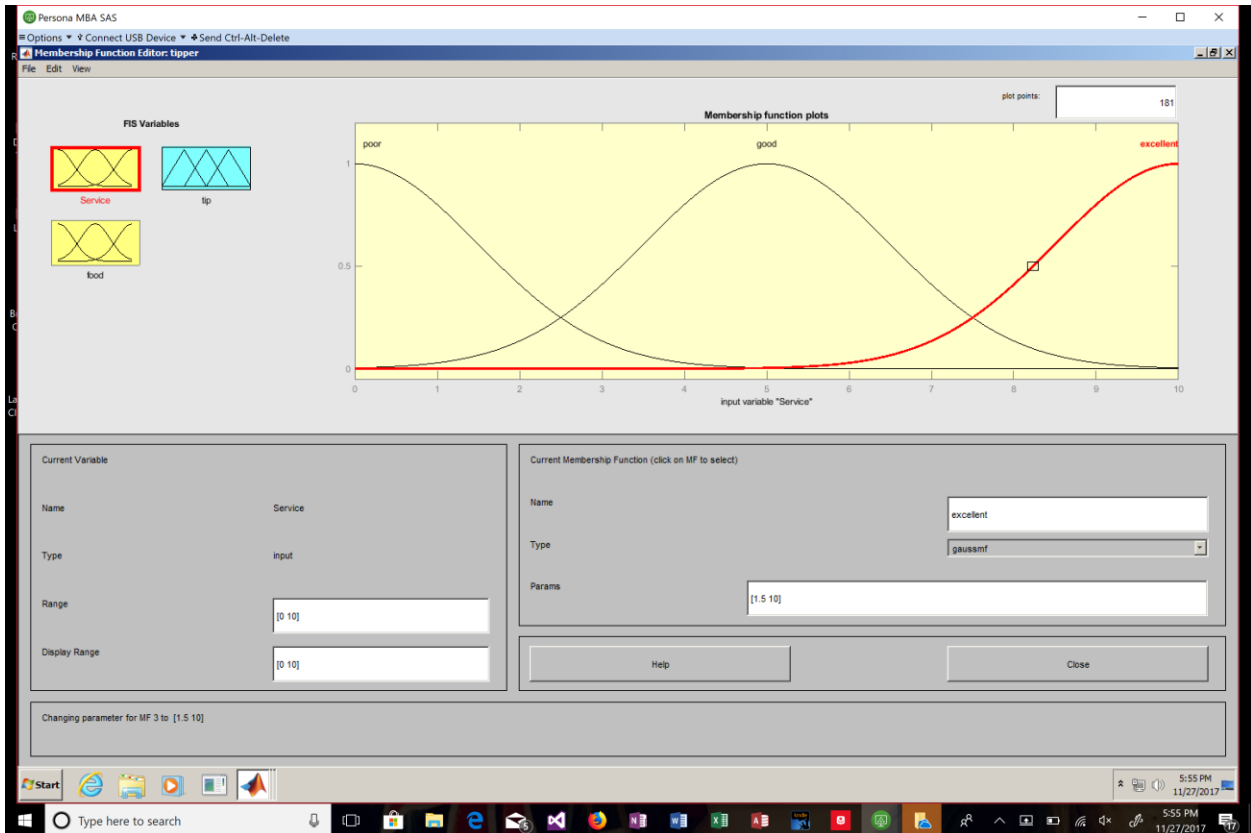 Persona MBA SAS
Options Connect USB Device Send Ctrl-Alt-Delete
Membership Function Editor: tipper
File Edit View
plot points: 181
FIS Variables
Membership function plots
Service
tip
food
poor good excellent
1
0.5
0
0 1 2 3 4 5 6 7 8 9 10
input variable "Service"
Current Variable
Name Service
Type input
Range [0 10]
Display Range [0 10]
Current Membership Function (click on MF to select)
Name excellent
Type gaussmf
Params [1.5 10]
Help Close
Changing parameter for MF 3 to [1.5 10]
Start
5:55 PM
11/27/2017
Type here to search
5:55 PM
11/27/2017